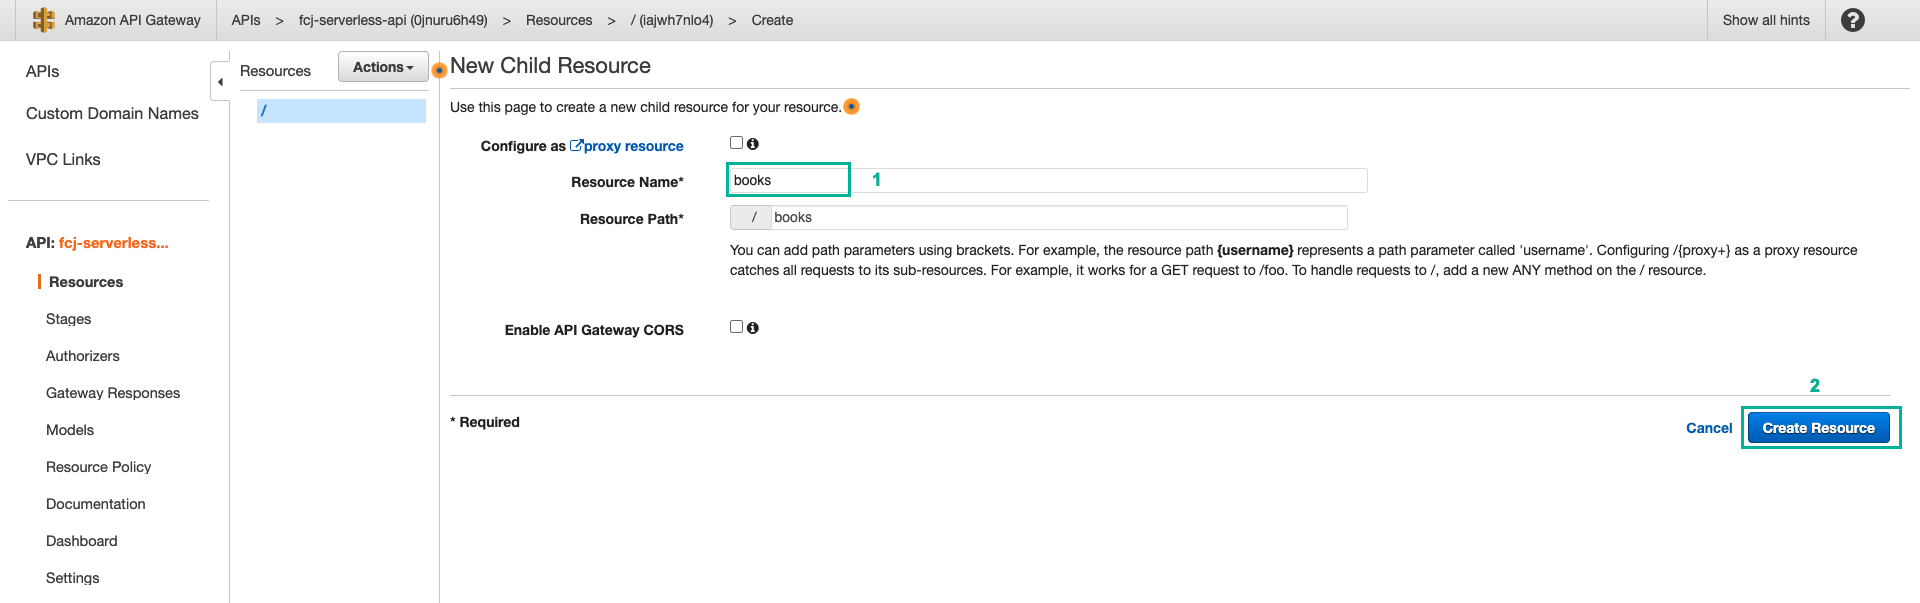 Amazon API Gateway
APIs > fcj-serverless-api (0jnuru6h49) > Resources > / (iajwh7nlo4) > Create
Show all hints
?
APIs
Custom Domain Names
VPC Links
API: fcj-serverless...
Resources
Stages
Authorizers
Gateway Responses
Models
Resource Policy
Documentation
Dashboard
Settings
Resources
Actions
/
New Child Resource
Use this page to create a new child resource for your resource.
Configure as proxy resource
Resource Name* books 1
Resource Path* / books
You can add path parameters using brackets. For example, the resource path {username} represents a path parameter called 'username'. Configuring /{proxy+} as a proxy resource
catches all requests to its sub-resources. For example, it works for a GET request to /foo. To handle requests to /, add a new ANY method on the / resource.
Enable API Gateway CORS
2
* Required
Cancel Create Resource